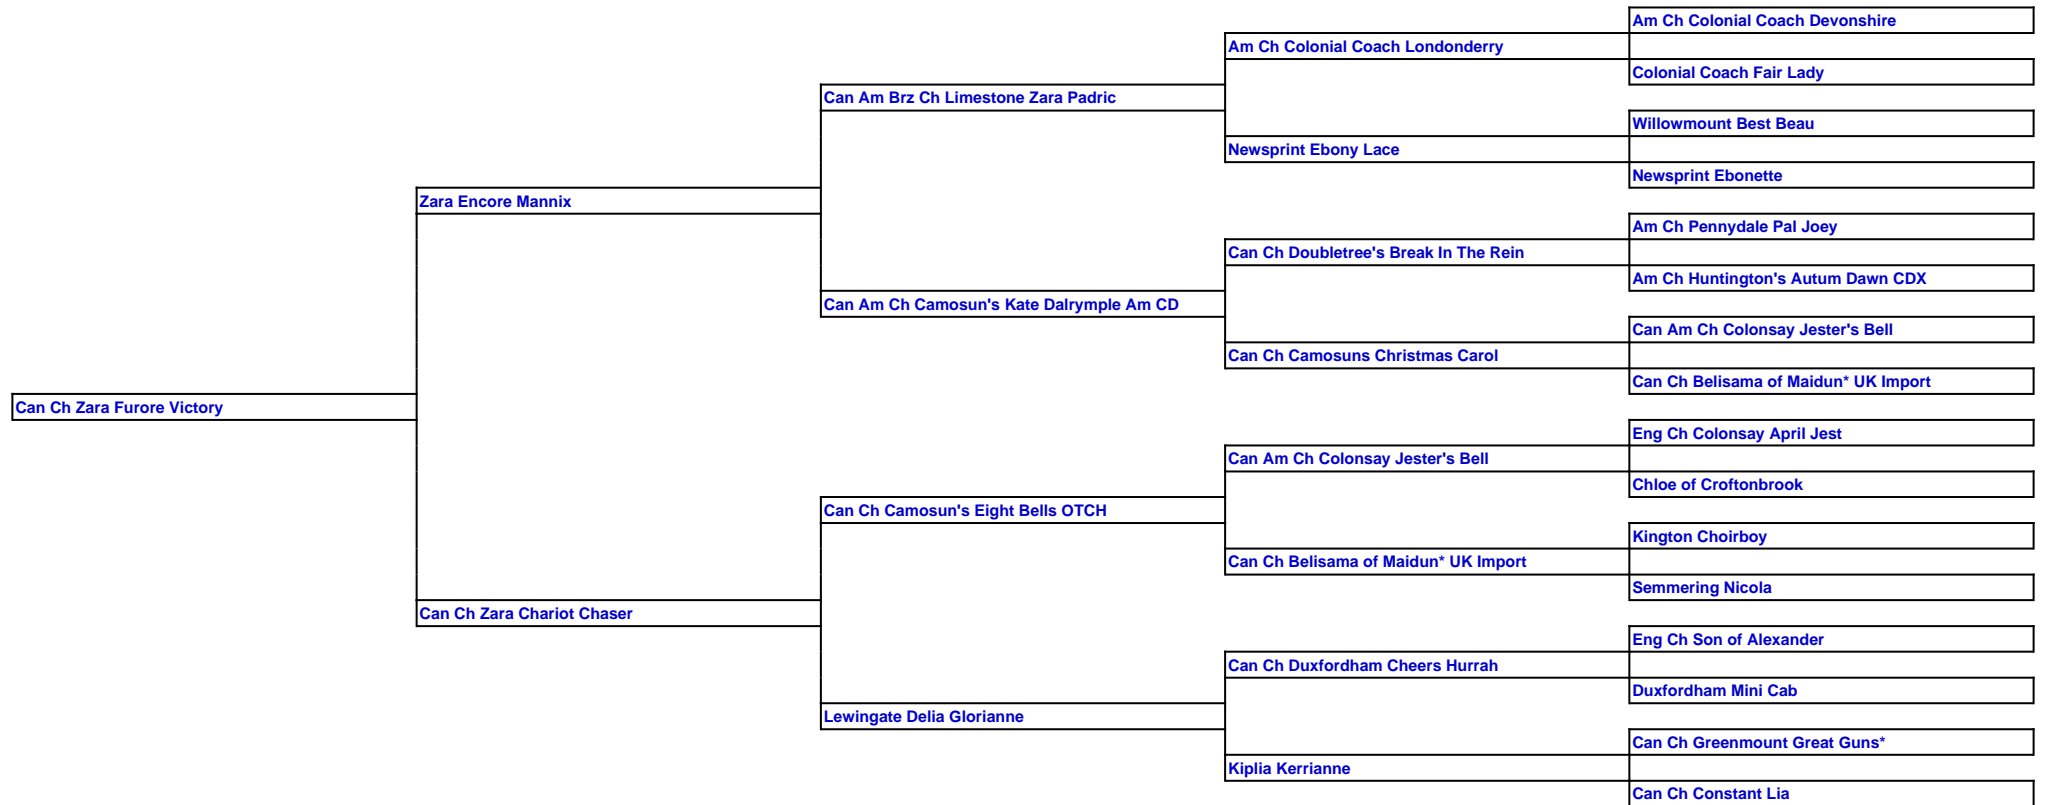 Am Ch Colonial Coach Devonshire
Am Ch Colonial Coach Londonderry
Colonial Coach Fair Lady
Can Am Brz Ch Limestone Zara Padric
Willowmount Best Beau
Newsprint Ebony Lace
Newsprint Ebonette
Zara Encore Mannix
Am Ch Pennydale Pal Joey
Can Ch Doubletree's Break In The Rein
Am Ch Huntington's Autum Dawn CDX
Can Am Ch Camosun's Kate Dalrymple Am CD
Can Am Ch Colonsay Jester's Bell
Can Ch Camosuns Christmas Carol
Can Ch Belisama of Maidun* UK Import
Can Ch Zara Furore Victory
Eng Ch Colonsay April Jest
Can Am Ch Colonsay Jester's Bell
Chloe of Croftonbrook
Can Ch Camosun's Eight Bells OTCH
Kington Choirboy
Can Ch Belisama of Maidun* UK Import
Semmering Nicola
Can Ch Zara Chariot Chaser
Eng Ch Son of Alexander
Can Ch Duxfordham Cheers Hurrah
Duxfordham Mini Cab
Lewingate Delia Glorianne
Can Ch Greenmount Great Guns*
Kiplia Kerrianne
Can Ch Constant Lia